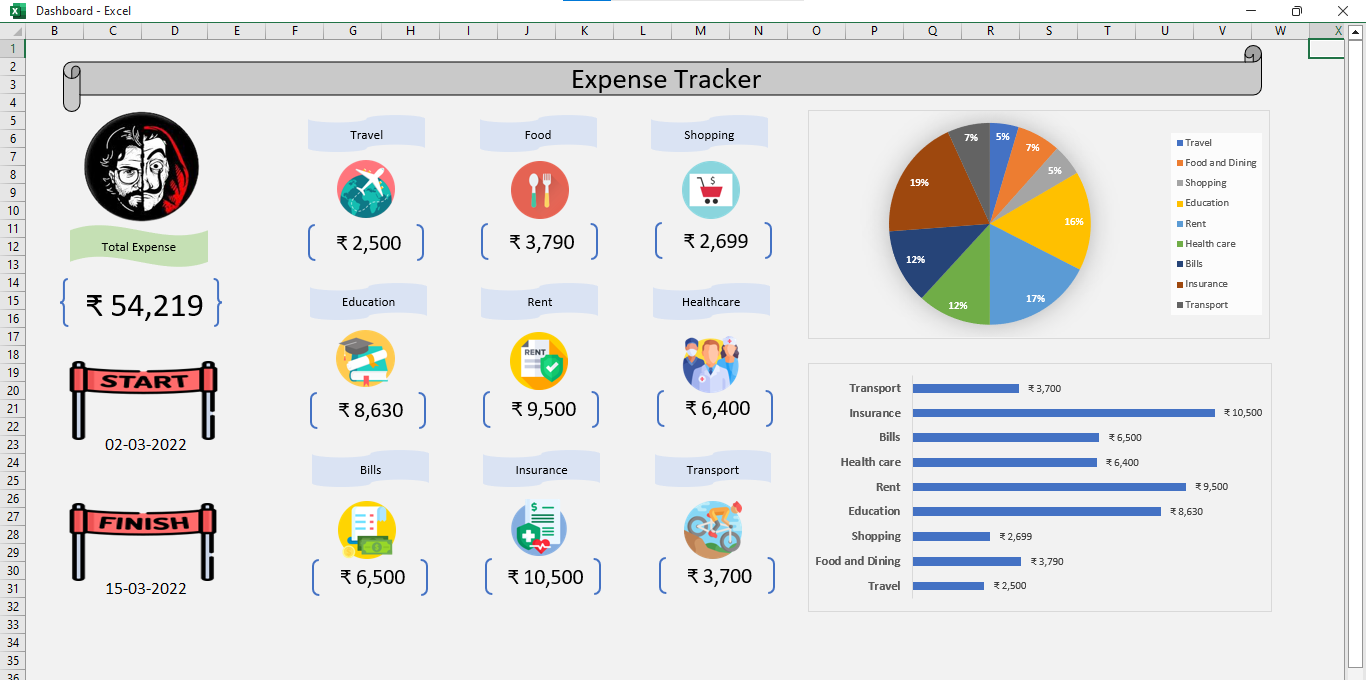 Dashboard - Excel
B C D E F G H I J K L M N O P Q R S T U V W X
1
2
3
4
5
6
7
8
9
10
11
12
13
14
15
16
17
18
19
20
21
22
23
24
25
26
27
28
29
30
31
32
33
34
35
36
Expense Tracker
Total Expense
₹ 54,219
START
02-03-2022
FINISH
15-03-2022
Travel Food Shopping
$
₹ 2,500 ₹ 3,790 ₹ 2,699
Education Rent Healthcare
RENT
₹ 8,630 ₹ 9,500 ₹ 6,400
Bills Insurance Transport
$
₹ 6,500 ₹ 10,500 ₹ 3,700
5%
7%
5%
16%
17%
12%
12%
19%
7%
Travel
Food and Dining
Shopping
Education
Rent
Health care
Bills
Insurance
Transport
Transport ₹ 3,700
Insurance ₹ 10,500
Bills ₹ 6,500
Health care ₹ 6,400
Rent ₹ 9,500
Education ₹ 8,630
Shopping ₹ 2,699
Food and Dining ₹ 3,790
Travel ₹ 2,500